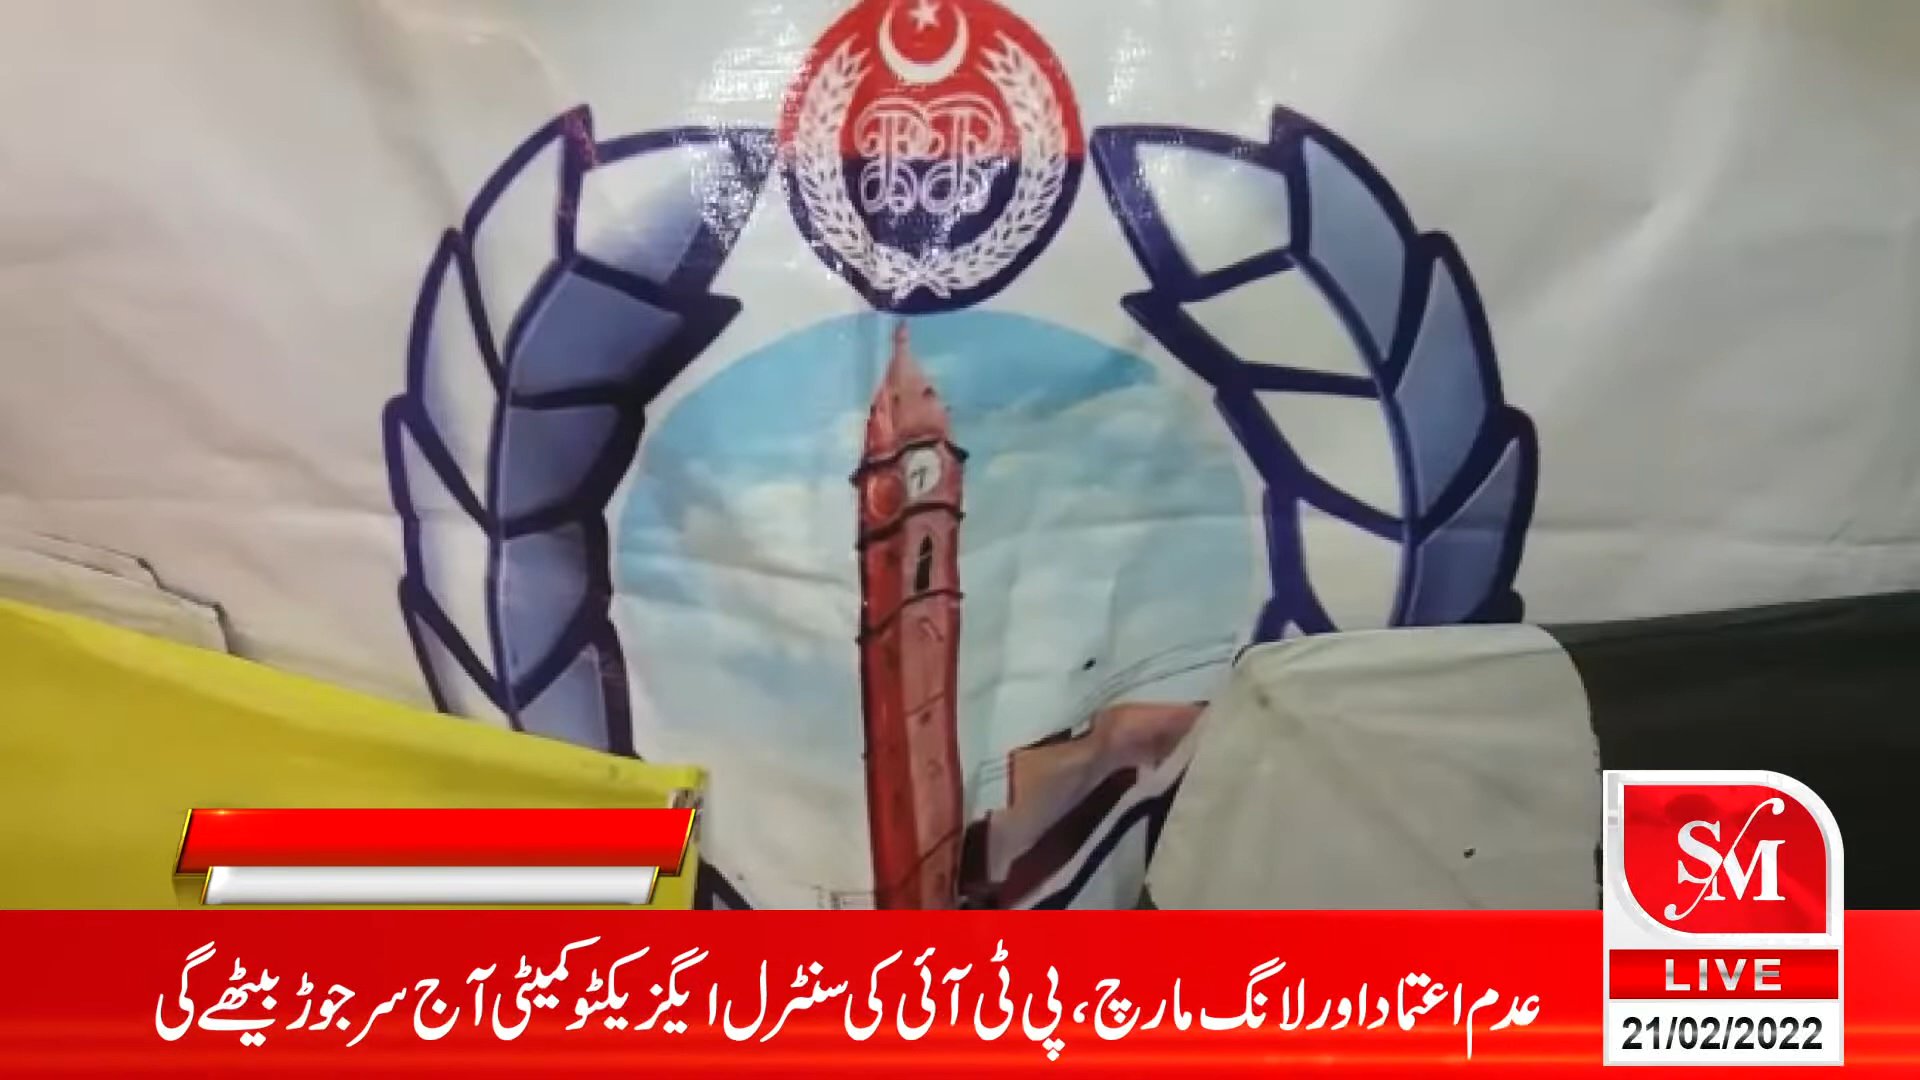 PP
SM
LIVE
21/02/2022
عدم اعتماد اور لانگ مارچ، پی ٹی آئی کی سنٹرل ایگزیکٹو کمیٹی آج سر جوڑ بیٹھے گی